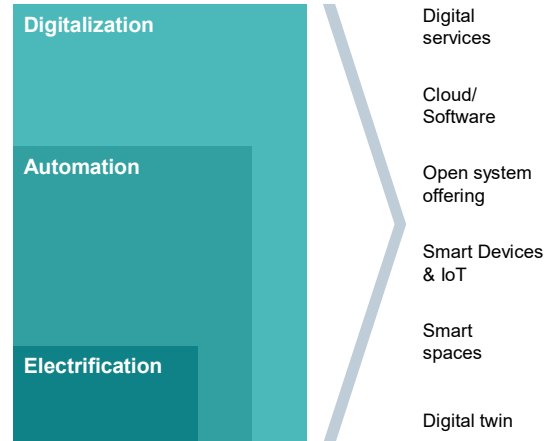 Digitalization
Automation
Electrification
Digital
services
Cloud/
Software
Open system
offering
Smart Devices
& IoT
Smart
spaces
Digital twin